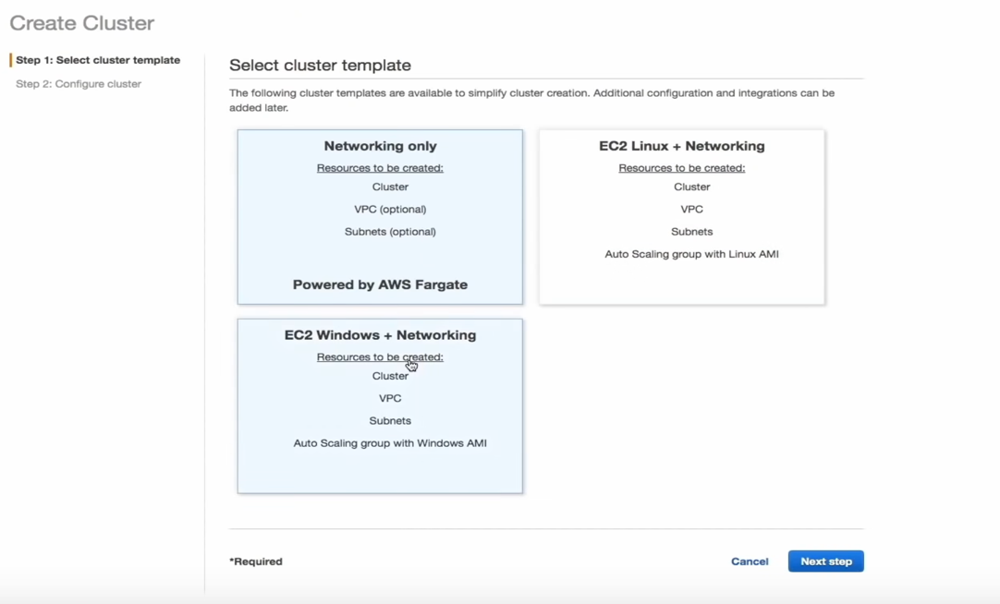 Create Cluster
Step 1: Select cluster template
Step 2: Configure cluster
Select cluster template
The following cluster templates are available to simplify cluster creation. Additional configuration and integrations can be
added later.
Networking only
Resources to be created:
Cluster
VPC (optional)
Subnets (optional)
Powered by AWS Fargate
EC2 Linux + Networking
Resources to be created:
Cluster
VPC
Subnets
Auto Scaling group with Linux AMI
EC2 Windows + Networking
Resources to be created:
Cluster
VPC
Subnets
Auto Scaling group with Windows AMI
*Required
Cancel
Next step